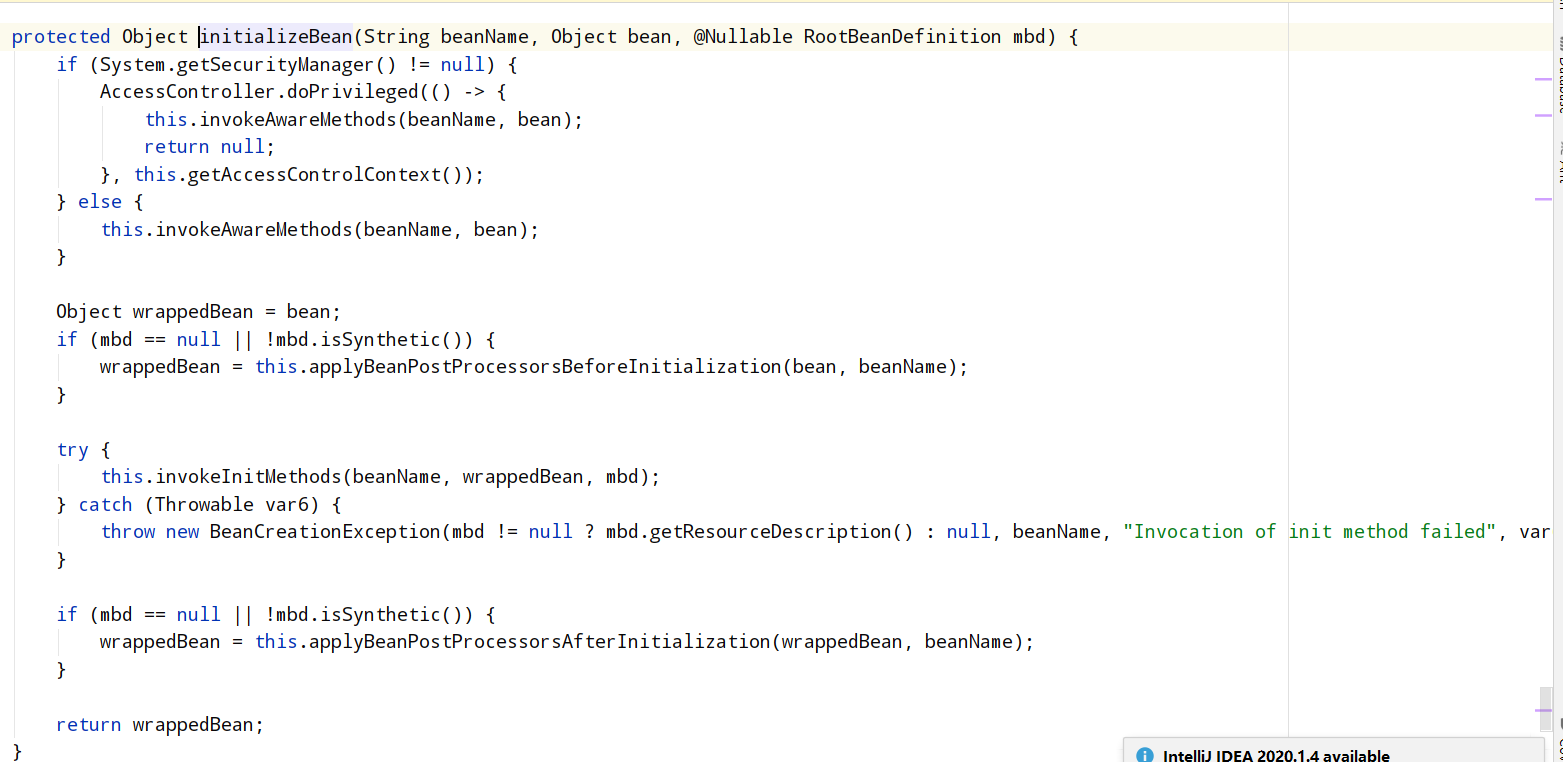 protected Object initializeBean(String beanName, Object bean, @Nullable RootBeanDefinition mbd) {
    if (System.getSecurityManager() != null) {
        AccessController.doPrivileged(() -> {
            this.invokeAwareMethods(beanName, bean);
            return null;
        }, this.getAccessControlContext());
    } else {
        this.invokeAwareMethods(beanName, bean);
    }

    Object wrappedBean = bean;
    if (mbd == null || !mbd.isSynthetic()) {
        wrappedBean = this.applyBeanPostProcessorsBeforeInitialization(bean, beanName);
    }

    try {
        this.invokeInitMethods(beanName, wrappedBean, mbd);
    } catch (Throwable var6) {
        throw new BeanCreationException(mbd != null ? mbd.getResourceDescription() : null, beanName, "Invocation of init method failed", var
    }

    if (mbd == null || !mbd.isSynthetic()) {
        wrappedBean = this.applyBeanPostProcessorsAfterInitialization(wrappedBean, beanName);
    }

    return wrappedBean;
}
IntelliJ IDEA 2020.1.4 available